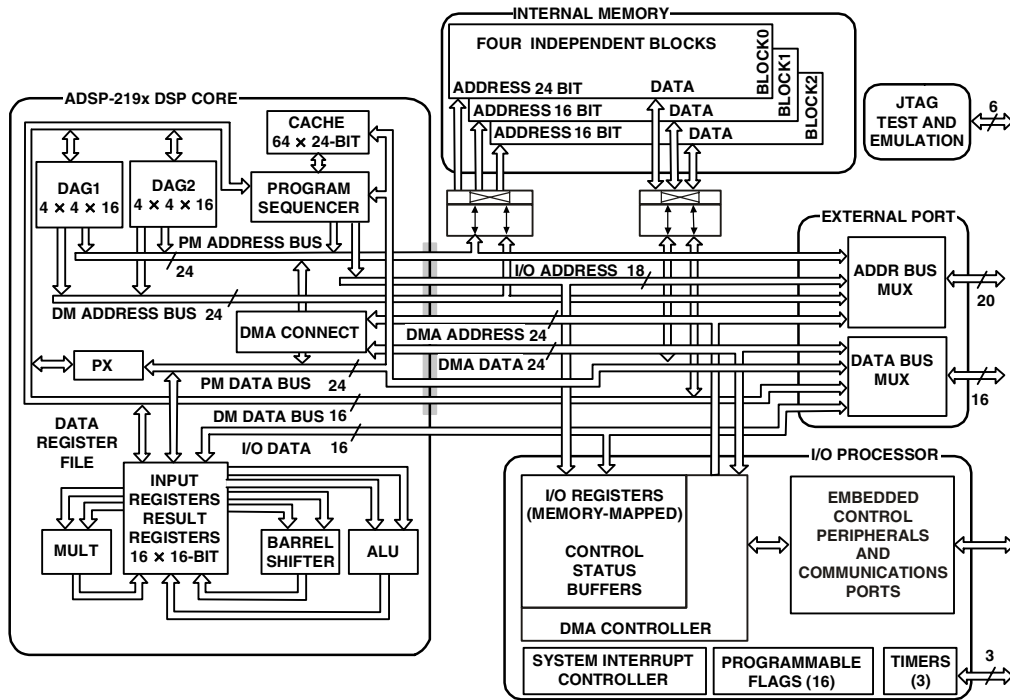 INTERNAL MEMORY
FOUR INDEPENDENT BLOCKS
BLOCK0
BLOCK1
BLOCK2
ADDRESS 24 BIT
DATA
ADDRESS 16 BIT
DATA
ADDRESS 16 BIT
DATA
JTAG
TEST AND
EMULATION
6
ADSP-219x DSP CORE
CACHE
64 × 24-BIT
DAG1
4 × 4 × 16
DAG2
4 × 4 × 16
PROGRAM
SEQUENCER
PM ADDRESS BUS
24
DM ADDRESS BUS
24
I/O ADDRESS 18
DMA CONNECT
DMA ADDRESS 24
DMA DATA 24
PX
PM DATA BUS
24
DM DATA BUS 16
I/O DATA
16
EXTERNAL PORT
ADDR BUS
MUX
20
DATA BUS
MUX
16
DATA
REGISTER
FILE
INPUT
REGISTERS
RESULT
REGISTERS
16 × 16-BIT
MULT
BARREL
SHIFTER
ALU
I/O PROCESSOR
I/O REGISTERS
(MEMORY-MAPPED)
CONTROL
STATUS
BUFFERS
DMA CONTROLLER
EMBEDDED
CONTROL
PERIPHERALS
AND
COMMUNICATIONS
PORTS
SYSTEM INTERRUPT
CONTROLLER
PROGRAMMABLE
FLAGS (16)
TIMERS
(3)
3